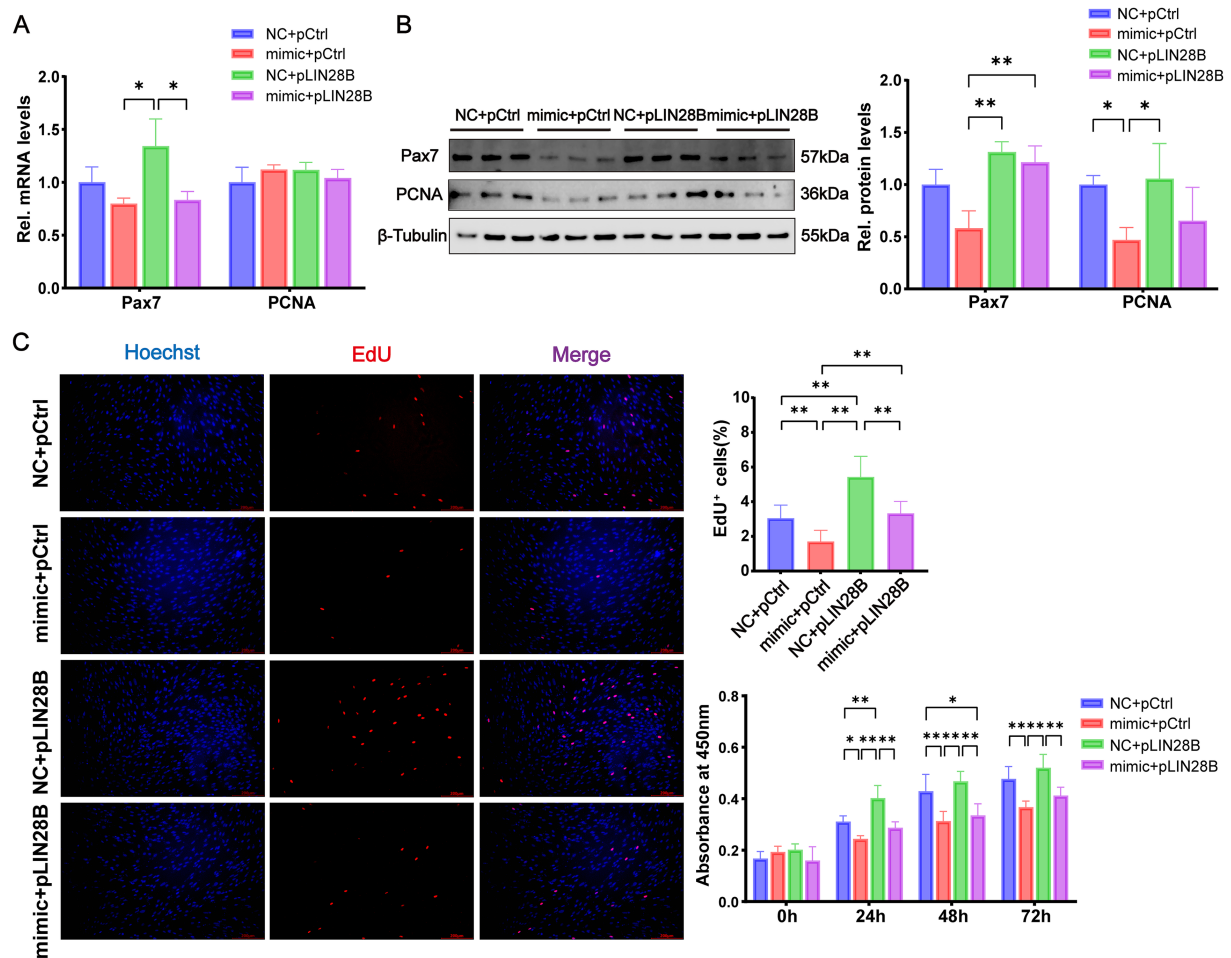 A
NC+pCtrl
mimic+pCtrl
NC+pLIN28B
mimic+pLIN28B
Rel. mRNA levels
2.0
1.5
1.0
0.5
0.0
* *
Pax7 PCNA
B
NC+pCtrl mimic+pCtrl NC+pLIN28B mimic+pLIN28B
Pax7 57kDa
PCNA 36kDa
β-Tubulin 55kDa
NC+pCtrl
mimic+pCtrl
NC+pLIN28B
mimic+pLIN28B
Rel. protein levels
2.0
1.5
1.0
0.5
0.0
**
**
* *
Pax7 PCNA
C
Hoechst EdU Merge
NC+pCtrl
mimic+pCtrl
NC+pLIN28B
mimic+pLIN28B
EdU⁺ cells(%)
10
8
6
4
2
0
**
**
** ** **
NC+pCtrl
mimic+pCtrl
NC+pLIN28B
mimic+pLIN28B
Absorbance at 450nm
0.8
0.6
0.4
0.2
0.0
** *
* **** ****** ******
0h 24h 48h 72h
NC+pCtrl
mimic+pCtrl
NC+pLIN28B
mimic+pLIN28B